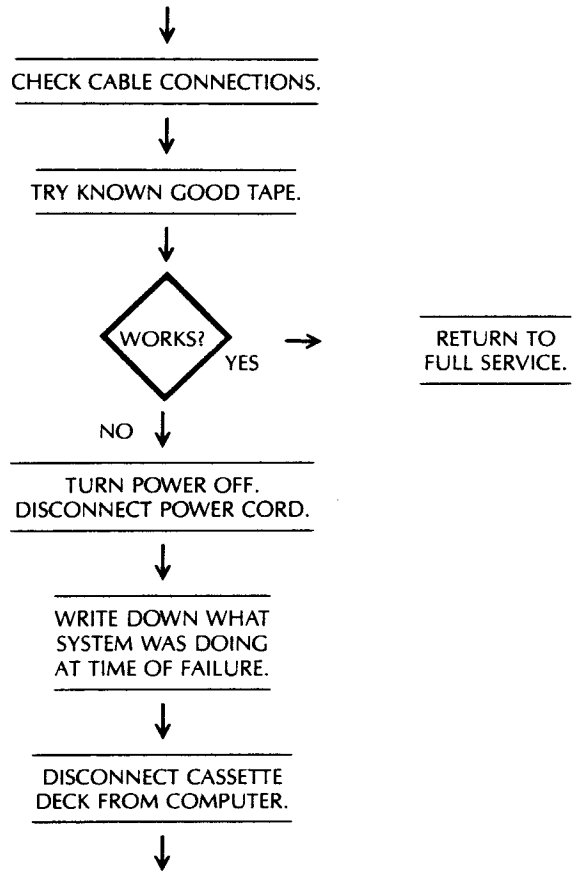 CHECK CABLE CONNECTIONS.
TRY KNOWN GOOD TAPE.
WORKS?
YES
RETURN TO
FULL SERVICE.
NO
TURN POWER OFF.
DISCONNECT POWER CORD.
WRITE DOWN WHAT
SYSTEM WAS DOING
AT TIME OF FAILURE.
DISCONNECT CASSETTE
DECK FROM COMPUTER.